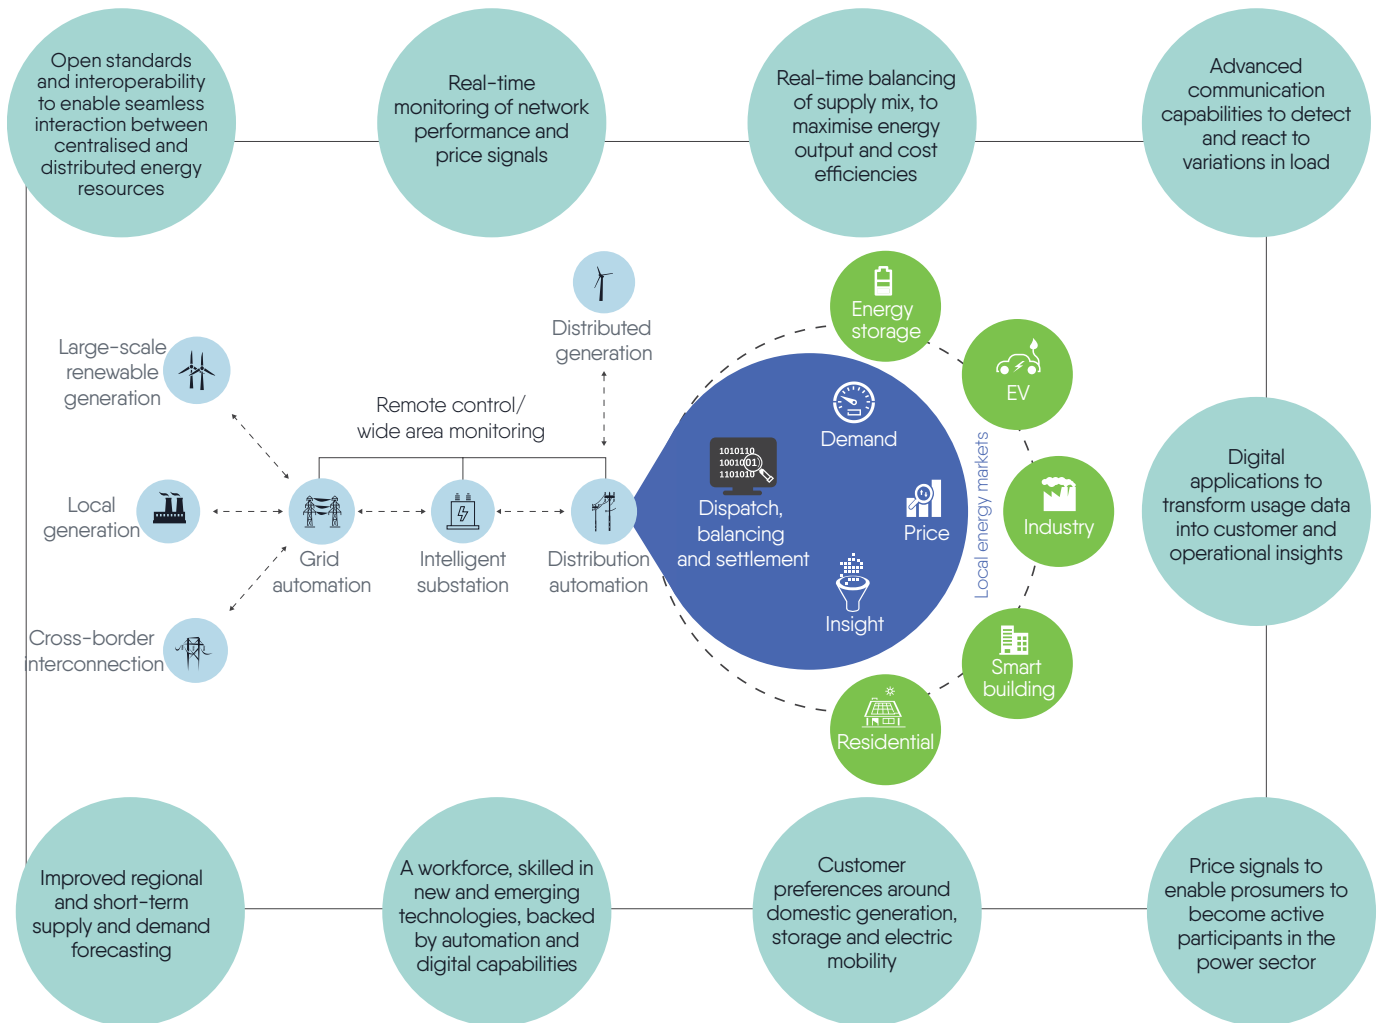 Open standards
and interoperability
to enable seamless
interaction between
centralised and
distributed energy
resources
Real-time
monitoring of network
performance and
price signals
Real-time balancing
of supply mix, to
maximise energy
output and cost
efficiencies
Advanced
communication
capabilities to detect
and react to
variations in load
Large-scale
renewable
generation
Local
generation
Cross-border
interconnection
Remote control/
wide area monitoring
Grid
automation
Intelligent
substation
Distributed
generation
Distribution
automation
1010110
1001001
1101010
Dispatch,
balancing
and settlement
Demand
Price
Insight
Local energy markets
Energy
storage
EV
Industry
Smart
building
Residential
Digital
applications to
transform usage data
into customer and
operational insights
Improved regional
and short-term
supply and demand
forecasting
A workforce, skilled in
new and emerging
technologies, backed
by automation and
digital capabilities
Customer
preferences around
domestic generation,
storage and electric
mobility
Price signals to
enable prosumers to
become active
participants in the
power sector